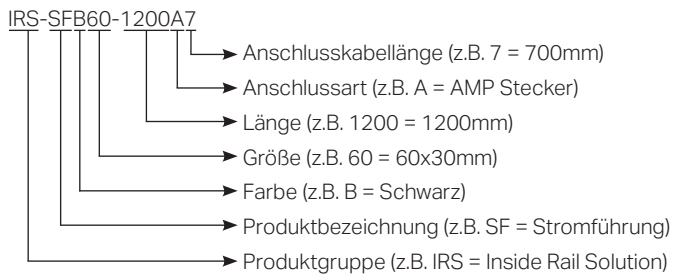 IRS-SFB60-1200A7
Anschlusskabellänge (z.B. 7 = 700mm)
Anschlussart (z.B. A = AMP Stecker)
Länge (z.B. 1200 = 1200mm)
Größe (z.B. 60 = 60x30mm)
Farbe (z.B. B = Schwarz)
Produktbezeichnung (z.B. SF = Stromführung)
Produktgruppe (z.B. IRS = Inside Rail Solution)